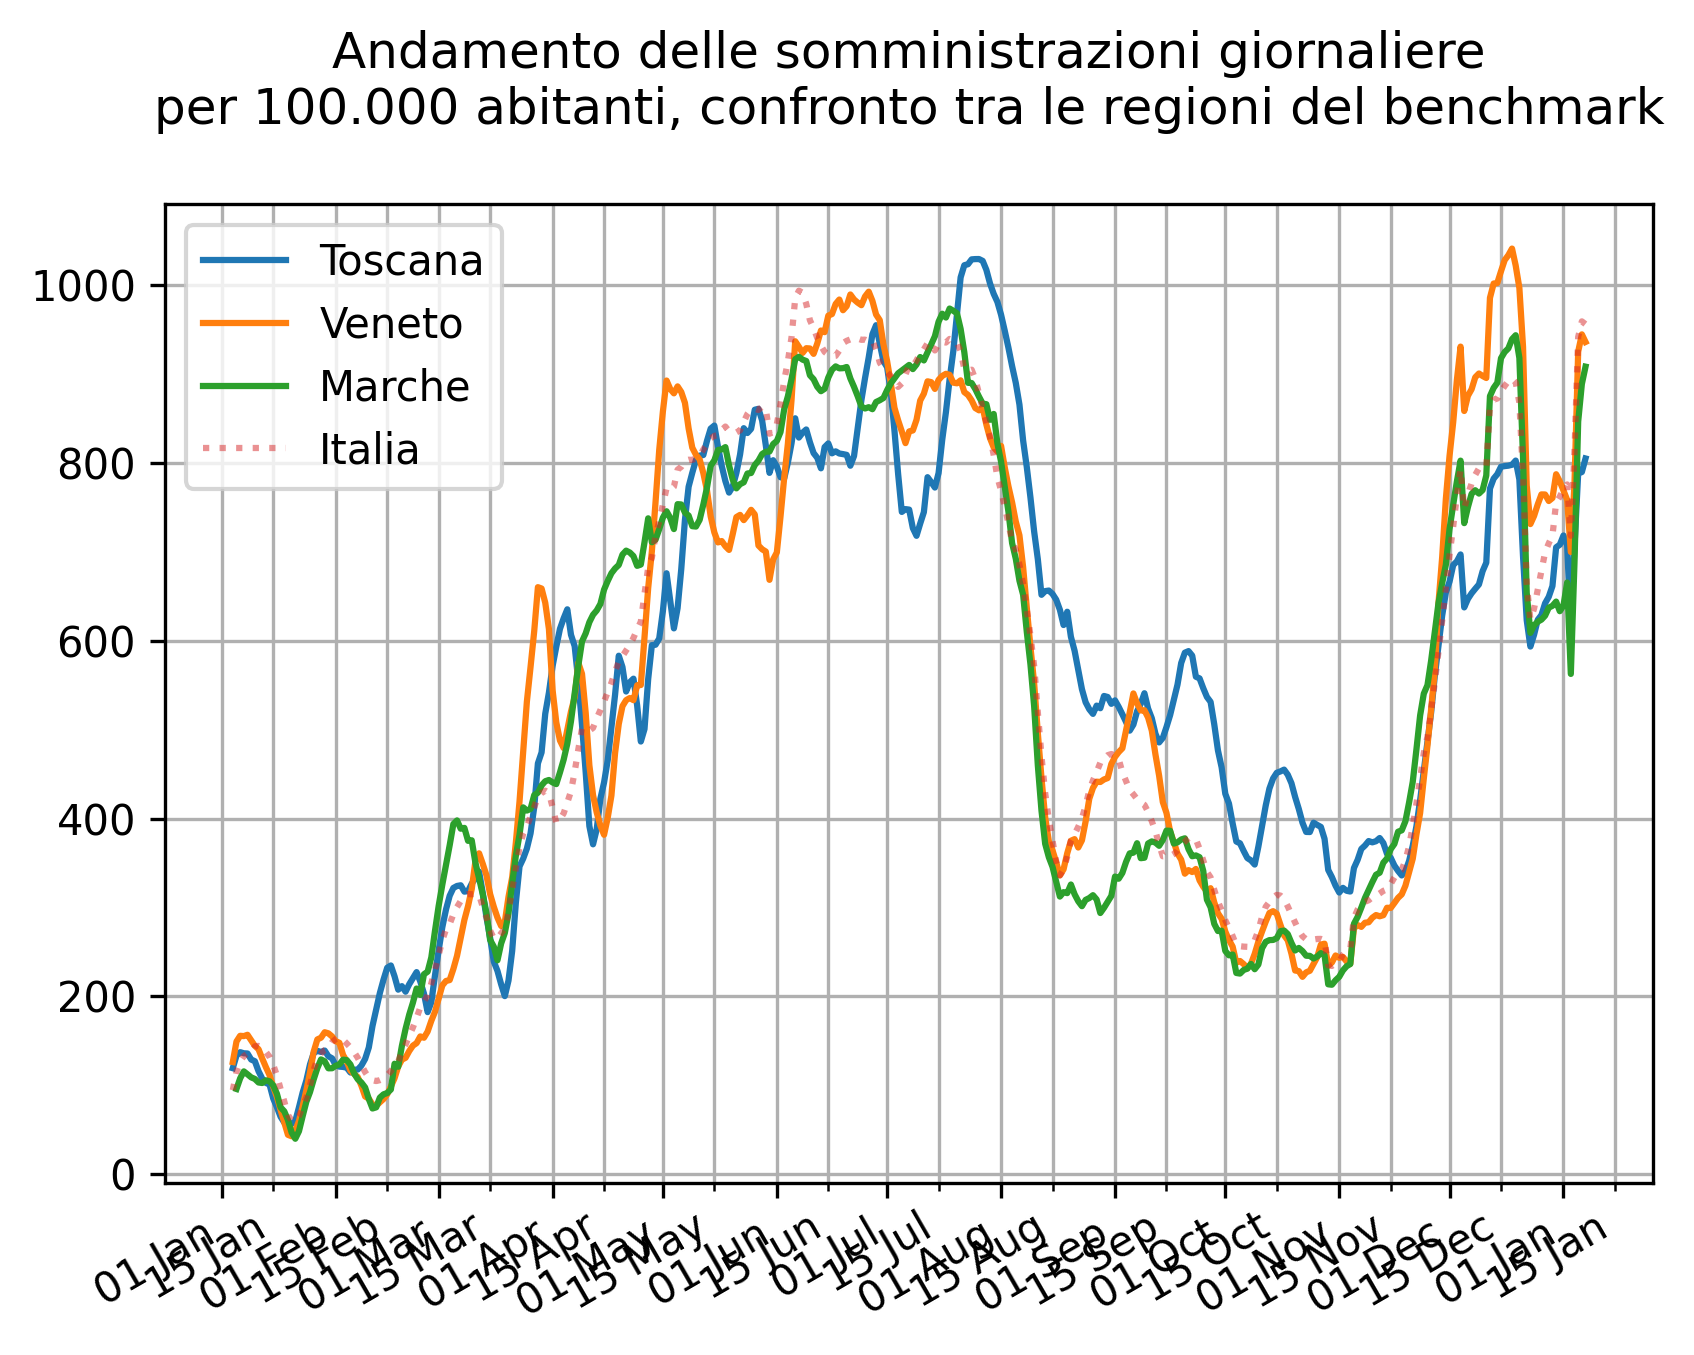 Andamento delle somministrazioni giornaliere
per 100.000 abitanti, confronto tra le regioni del benchmark
Toscana
Veneto
Marche
Italia
1000
800
600
400
200
0
01 Jan
15 Jan
01 Feb
15 Feb
01 Mar
15 Mar
01 Apr
15 Apr
01 May
15 May
01 Jun
15 Jun
01 Jul
15 Jul
01 Aug
15 Aug
01 Sep
15 Sep
01 Oct
15 Oct
01 Nov
15 Nov
01 Dec
15 Dec
01 Jan
15 Jan